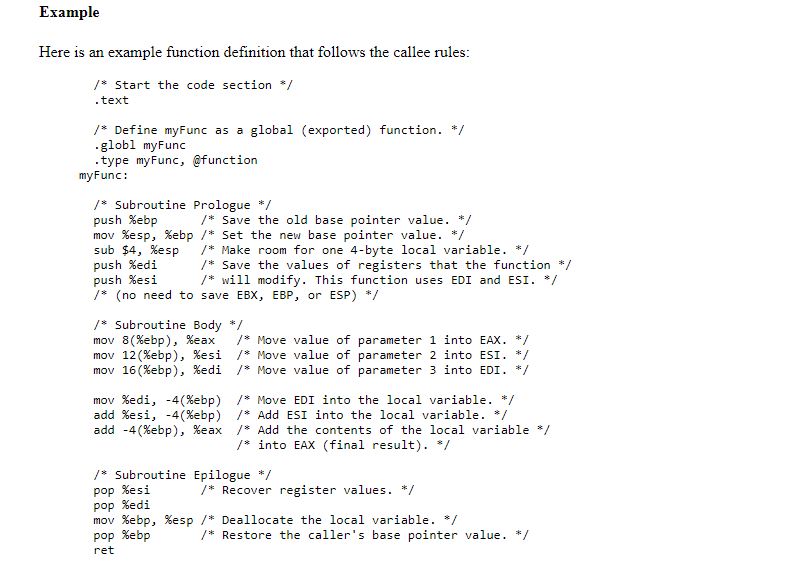 Example
Here is an example function definition that follows the callee rules:
/* Start the code section */
.text
/* Define myFunc as a global (exported) function. */
.globl myFunc
.type myFunc, @function
myFunc:
/* Subroutine Prologue */
push %ebp      /* Save the old base pointer value. */
mov %esp, %ebp /* Set the new base pointer value. */
sub $4, %esp   /* Make room for one 4-byte local variable. */
push %edi      /* Save the values of registers that the function */
push %esi      /* will modify. This function uses EDI and ESI. */
/* (no need to save EBX, EBP, or ESP) */
/* Subroutine Body */
mov 8(%ebp), %eax   /* Move value of parameter 1 into EAX. */
mov 12(%ebp), %esi  /* Move value of parameter 2 into ESI. */
mov 16(%ebp), %edi  /* Move value of parameter 3 into EDI. */
mov %edi, -4(%ebp)  /* Move EDI into the local variable. */
add %esi, -4(%ebp)  /* Add ESI into the local variable. */
add -4(%ebp), %eax  /* Add the contents of the local variable */
/* into EAX (final result). */
/* Subroutine Epilogue */
pop %esi       /* Recover register values. */
pop %edi
mov %ebp, %esp /* Deallocate the local variable. */
pop %ebp       /* Restore the caller's base pointer value. */
ret